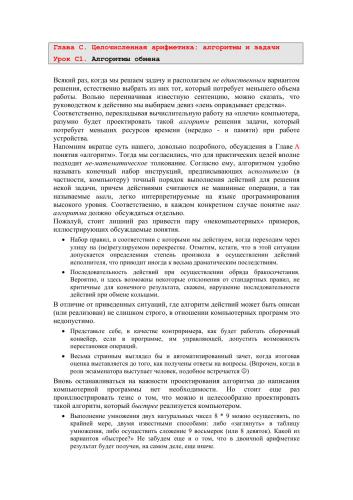 Глава С. Целочисленная арифметика: алгоритмы и задачи
Урок С1. Алгоритмы обмена
Всякий раз, когда мы решаем задачу и располагаем не единственным вариантом
решения, естественно выбрать из них тот, который потребует меньшего объема
работы. Вольно переиначивая известную сентенцию, можно сказать, что
руководством к действию мы выбираем девиз «лень оправдывает средства».
Соответственно, перекладывая вычислительную работу на «плечи» компьютера,
разумно будет проектировать такой алгоритм решения задачи, который
потребует меньших ресурсов времени (нередко - и памяти) при работе
устройства.
Напомним вкратце суть нашего, довольно подробного, обсуждения в Главе А
понятия «алгоритм». Тогда мы согласились, что для практических целей вполне
подходит не-математическое толкование. Согласно ему, алгоритмом удобно
называть конечный набор инструкций, предписывающих исполнителю (в
частности, компьютеру) точный порядок выполнения действий для решения
некой задачи, причем действиями считаются не машинные операции, а так
называемые шаги, легко интерпретируемые на языке программирования
высокого уровня. Соответственно, в каждом конкретном случае понятие шаг
алгоритма должно обсуждаться отдельно.
Пожалуй, стоит лишний раз привести пару «некомпьютерных» примеров,
иллюстрирующих обсуждаемые понятия.
• Набор правил, в соответствии с которыми мы действуем, когда переходим через
улицу на (не)регулируемом перекрестке. Отметим, кстати, что в этой ситуации
допускается определенная степень произвола в осуществлении действий
исполнителя, что приводит иногда к весьма драматическим последствиям.
• Последовательность действий при осуществлении обряда бракосочетания.
Вероятно, и здесь возможны некоторые отклонения от стандартных правил, не
критичные для конечного результата, скажем, нарушение последовательности
действий при обмене кольцами.
В отличие от приведенных ситуаций, где алгоритм действий может быть описан
(или реализован) не слишком строго, в отношении компьютерных программ это
недопустимо.
• Представьте себе, в качестве контрпримера, как будет работать сборочный
конвейер, если в программе, им управляющей, допустить возможность
перестановки операций.
• Весьма странным выглядел бы и автоматизированный зачет, когда итоговая
оценка выставляется до того, как получены ответы на вопросы. (Впрочем, когда в
роли экзаменатора выступает человек, подобное встречается ☺)
Вновь останавливаться на важности проектирования алгоритма до написания
компьютерной программы нет необходимости. Но стоит еще раз
проиллюстрировать тезис о том, что можно и целесообразно проектировать
такой алгоритм, который быстрее реализуется компьютером.
• Выполнение умножения двух натуральных чисел 8 * 9 можно осуществить, по
крайней мере, двумя известными способами: либо «заглянуть» в таблицу
умножения, либо осуществить сложение 9 восьмерок (или 8 девяток). Какой из
вариантов «быстрее»? Не забудем еще и о том, что в двоичной арифметике
результат будет получен, на самом деле, еще иначе.